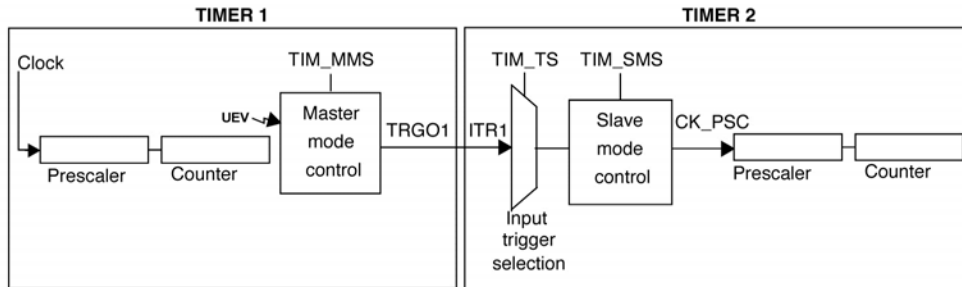 TIMER 1
TIMER 2
Clock
TIM_MMS
TIM_TS
TIM_SMS
UEV
Master
mode
control
TRGO1
ITR1
Slave
mode
control
CK_PSC
Prescaler
Counter
Prescaler
Counter
Input
trigger
selection